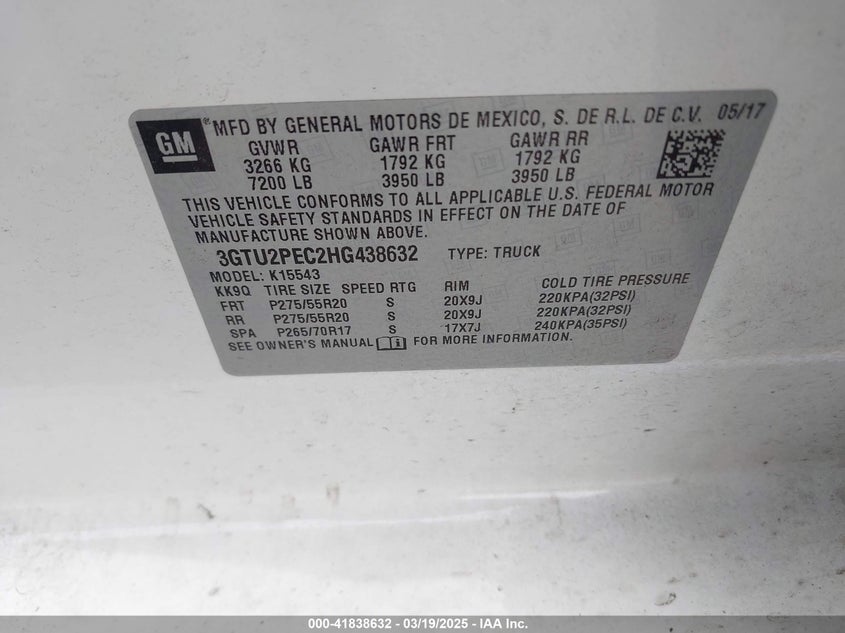 GM ® MFD BY GENERAL MOTORS DE MEXICO, S. DE R.L. DE C.V. 05/17
GVWR GAWR FRT GAWR RR
3266 KG 1792 KG 1792 KG
7200 LB 3950 LB 3950 LB
THIS VEHICLE CONFORMS TO ALL APPLICABLE U.S. FEDERAL MOTOR
VEHICLE SAFETY STANDARDS IN EFFECT ON THE DATE OF
MANUFACTURE SHOWN ABOVE.
3GTU2PEC2HG438632 TYPE: TRUCK
MODEL: K15543
KK9Q TIRE SIZE SPEED RTG RIM COLD TIRE PRESSURE
FRT P275/55R20 S 20X9J 220KPA(32PSI)
RR P275/55R20 S 20X9J 220KPA(32PSI)
SPA P265/70R17 S 17X7J 240KPA(35PSI)
SEE OWNER'S MANUAL i FOR MORE INFORMATION.
000-41838632 - 03/19/2025 - IAA Inc.